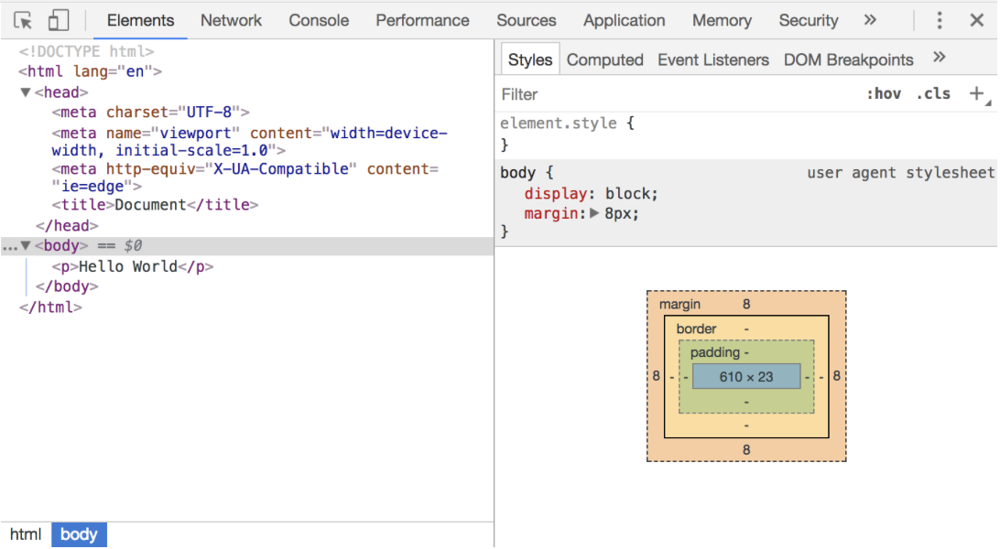 Elements Network Console Performance Sources Application Memory Security »
<!DOCTYPE html>
<html lang="en">
▼<head>
<meta charset="UTF-8">
<meta name="viewport" content="width=device-
width, initial-scale=1.0">
<meta http-equiv="X-UA-Compatible" content=
"ie=edge">
<title>Document</title>
</head>
...▼<body> == $0
<p>Hello World</p>
</body>
</html>
html body
Styles Computed Event Listeners DOM Breakpoints »
Filter :hov .cls +
element.style {
}
body { user agent stylesheet
display: block;
margin:▶8px;
}
margin 8
border -
padding -
8 - - 610 × 23 - - 8
-
-
8